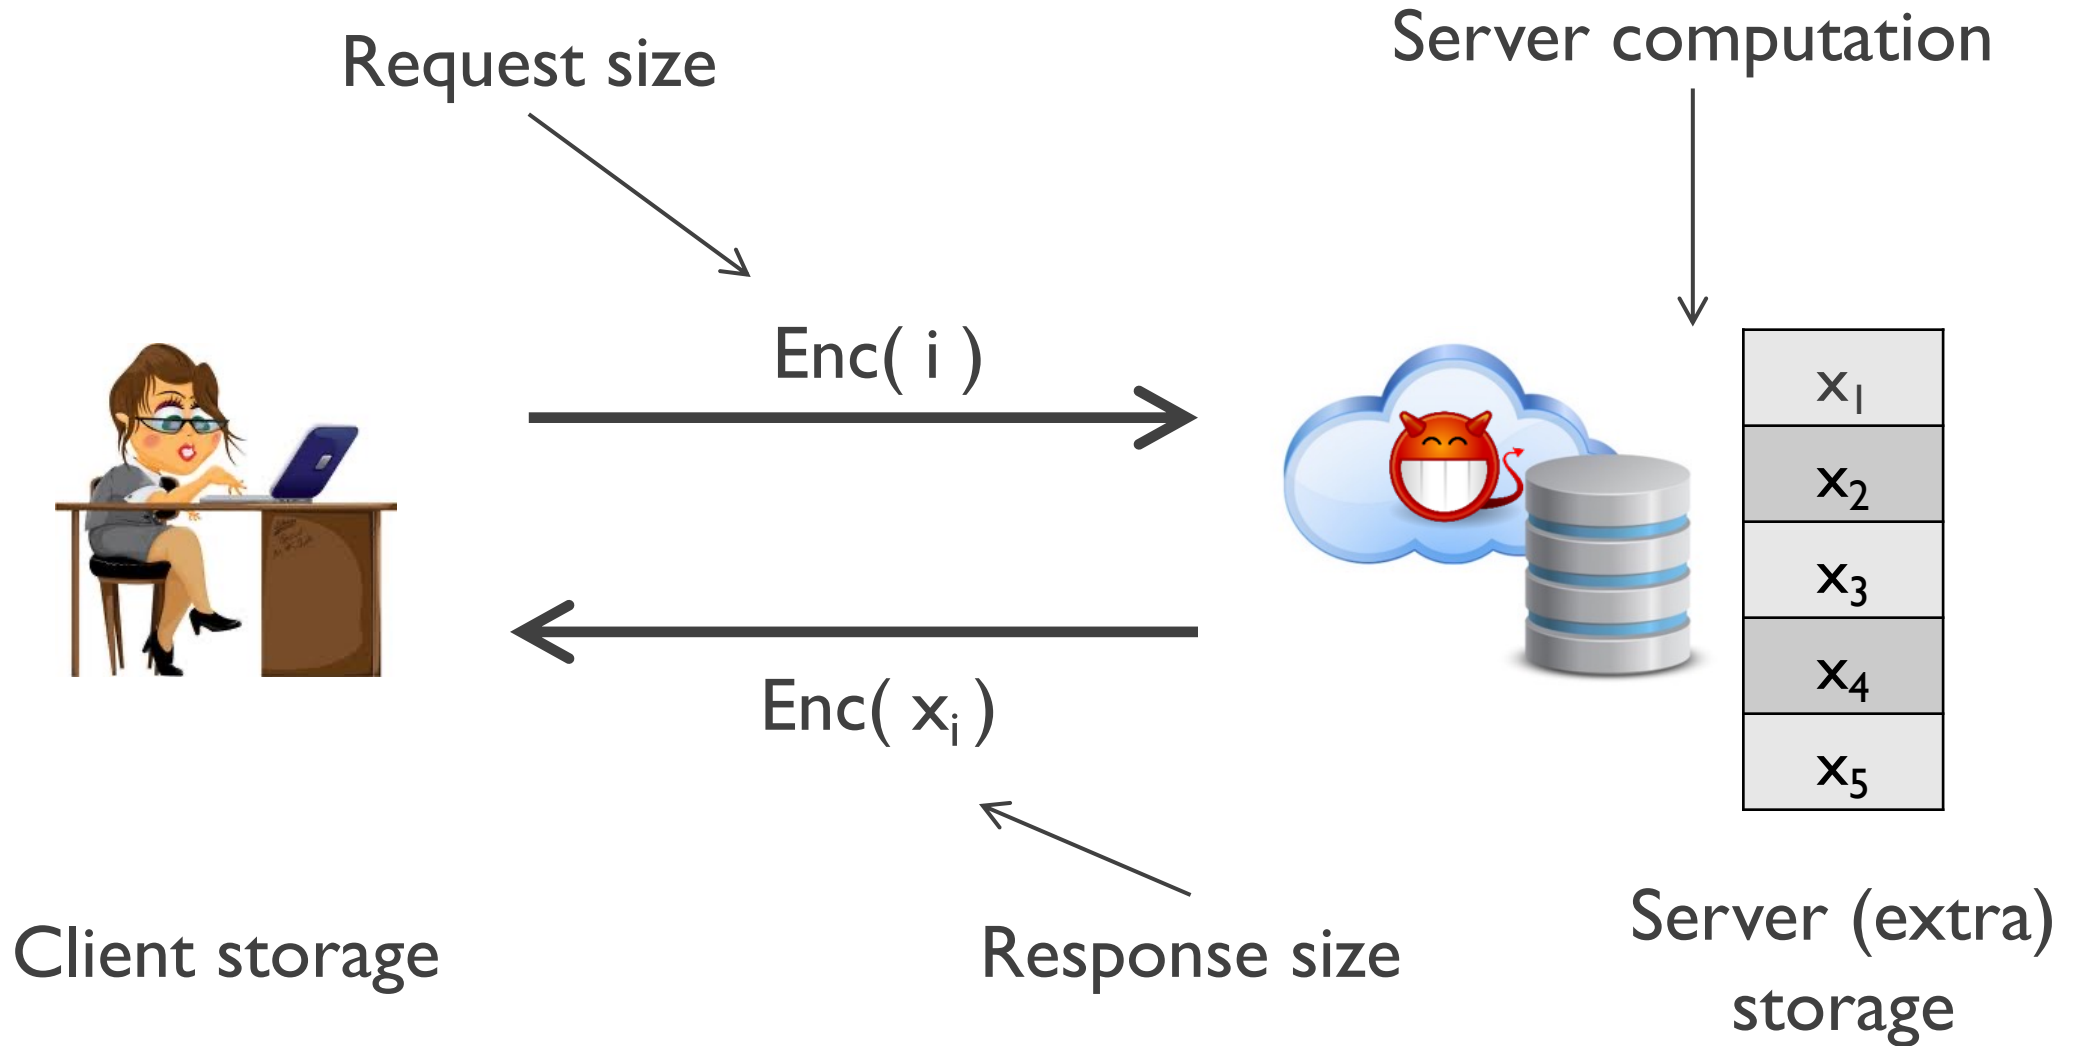 Request size
Server computation
Enc( i )
x₁
x₂
x₃
x₄
x₅
Enc( xᵢ )
Client storage
Response size
Server (extra)
storage